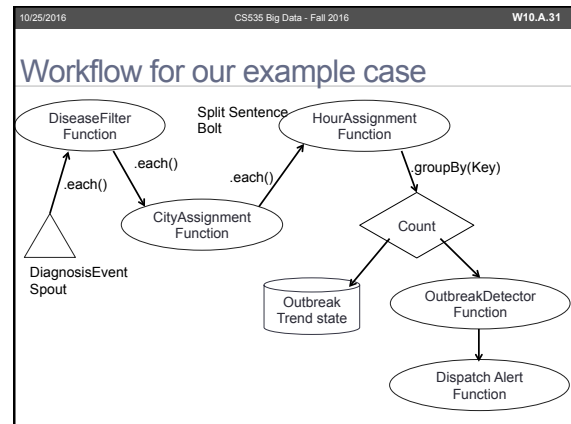 10/25/2016
CS535 Big Data - Fall 2016
W10.A.31
Workflow for our example case
DiseaseFilter
Function
Split Sentence
Bolt
HourAssignment
Function
.each()
.each()
.each()
.groupBy(Key)
CityAssignment
Function
Count
DiagnosisEvent
Spout
Outbreak
Trend state
OutbreakDetector
Function
Dispatch Alert
Function